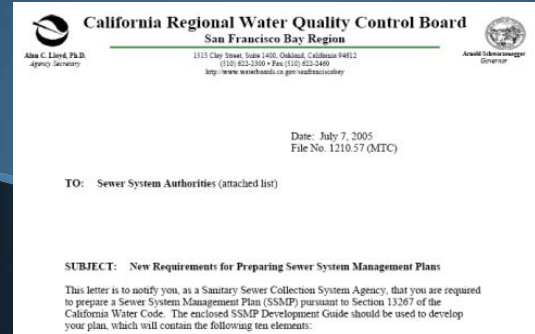 California Regional Water Quality Control Board
San Francisco Bay Region
Alan C. Lloyd, Ph.D.
Agency Secretary
1515 Clay Street, Suite 1400, Oakland, California 94612
(510) 622-2300 • Fax (510) 622-2460
http://www.waterboards.ca.gov/sanfranciscobay
Arnold Schwarzenegger
Governor
Date: July 7, 2005
File No. 1210.57 (MTC)
TO: Sewer System Authorities (attached list)
SUBJECT: New Requirements for Preparing Sewer System Management Plans
This letter is to notify you, as a Sanitary Sewer Collection System Agency, that you are required
to prepare a Sewer System Management Plan (SSMP) pursuant to Section 13267 of the
California Water Code. The enclosed SSMP Development Guide should be used to develop
your plan, which will contain the following ten elements: